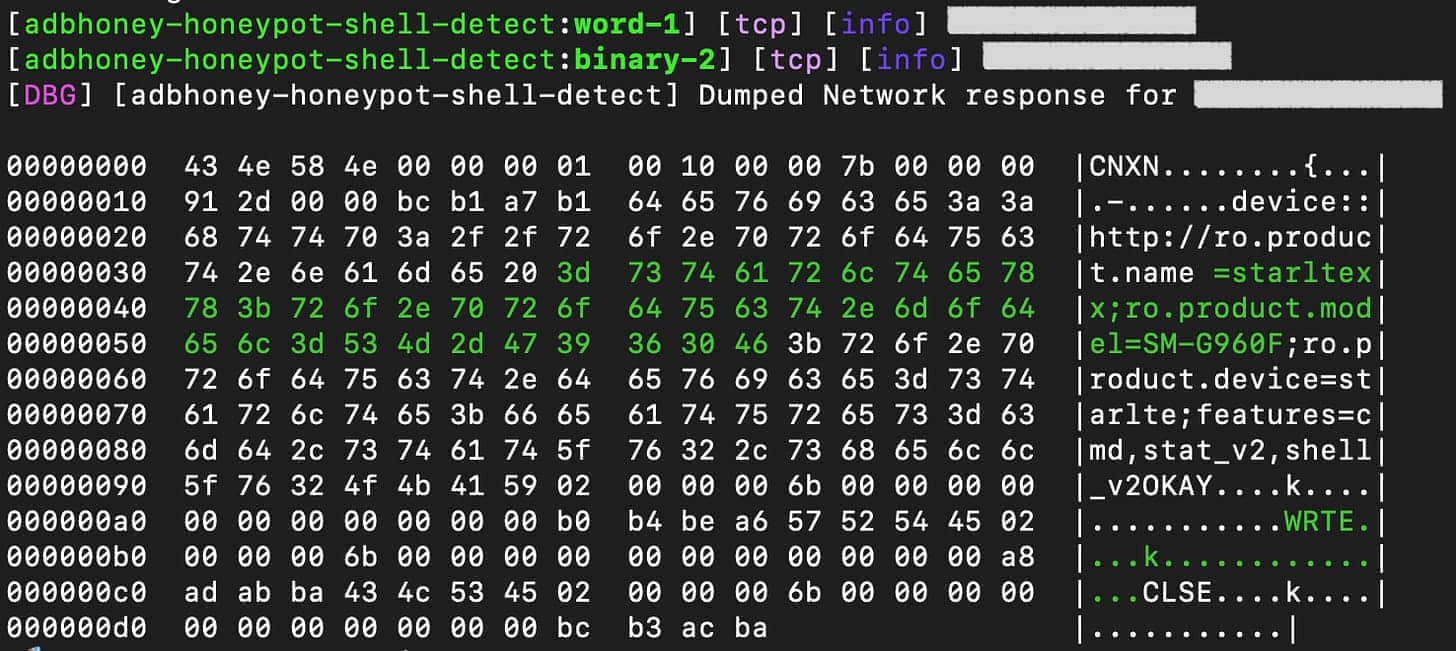 [adbhoney-honeypot-shell-detect:word-1] [tcp] [info]
[adbhoney-honeypot-shell-detect:binary-2] [tcp] [info]
[DBG] [adbhoney-honeypot-shell-detect] Dumped Network response for
00000000  43 4e 58 4e 00 00 00 01  00 10 00 00 7b 00 00 00  |CNXN........{...|
00000010  91 2d 00 00 bc b1 a7 b1  64 65 76 69 63 65 3a 3a  |.-......device::|
00000020  68 74 74 70 3a 2f 2f 72  6f 2e 70 72 6f 64 75 63  |http://ro.produc|
00000030  74 2e 6e 61 6d 65 20 3d  73 74 61 72 6c 74 65 78  |t.name =starltex|
00000040  78 3b 72 6f 2e 70 72 6f  64 75 63 74 2e 6d 6f 64  |x;ro.product.mod|
00000050  65 6c 3d 53 4d 2d 47 39  36 30 46 3b 72 6f 2e 70  |el=SM-G960F;ro.p|
00000060  72 6f 64 75 63 74 2e 64  65 76 69 63 65 3d 73 74  |roduct.device=st|
00000070  61 72 6c 74 65 3b 66 65  61 74 75 72 65 73 3d 63  |arlte;features=c|
00000080  6d 64 2c 73 74 61 74 5f  76 32 2c 73 68 65 6c 6c  |md,stat_v2,shell|
00000090  5f 76 32 4f 4b 41 59 02  00 00 00 6b 00 00 00 00  |_v2OKAY....k....|
000000a0  00 00 00 00 00 00 00 b0  b4 be a6 57 52 54 45 02  |...........WRTE.|
000000b0  00 00 00 6b 00 00 00 00  00 00 00 00 00 00 00 a8  |...k............|
000000c0  ad ab ba 43 4c 53 45 02  00 00 00 6b 00 00 00 00  |...CLSE....k....|
000000d0  00 00 00 00 00 00 00 bc  b3 ac ba  |...........|